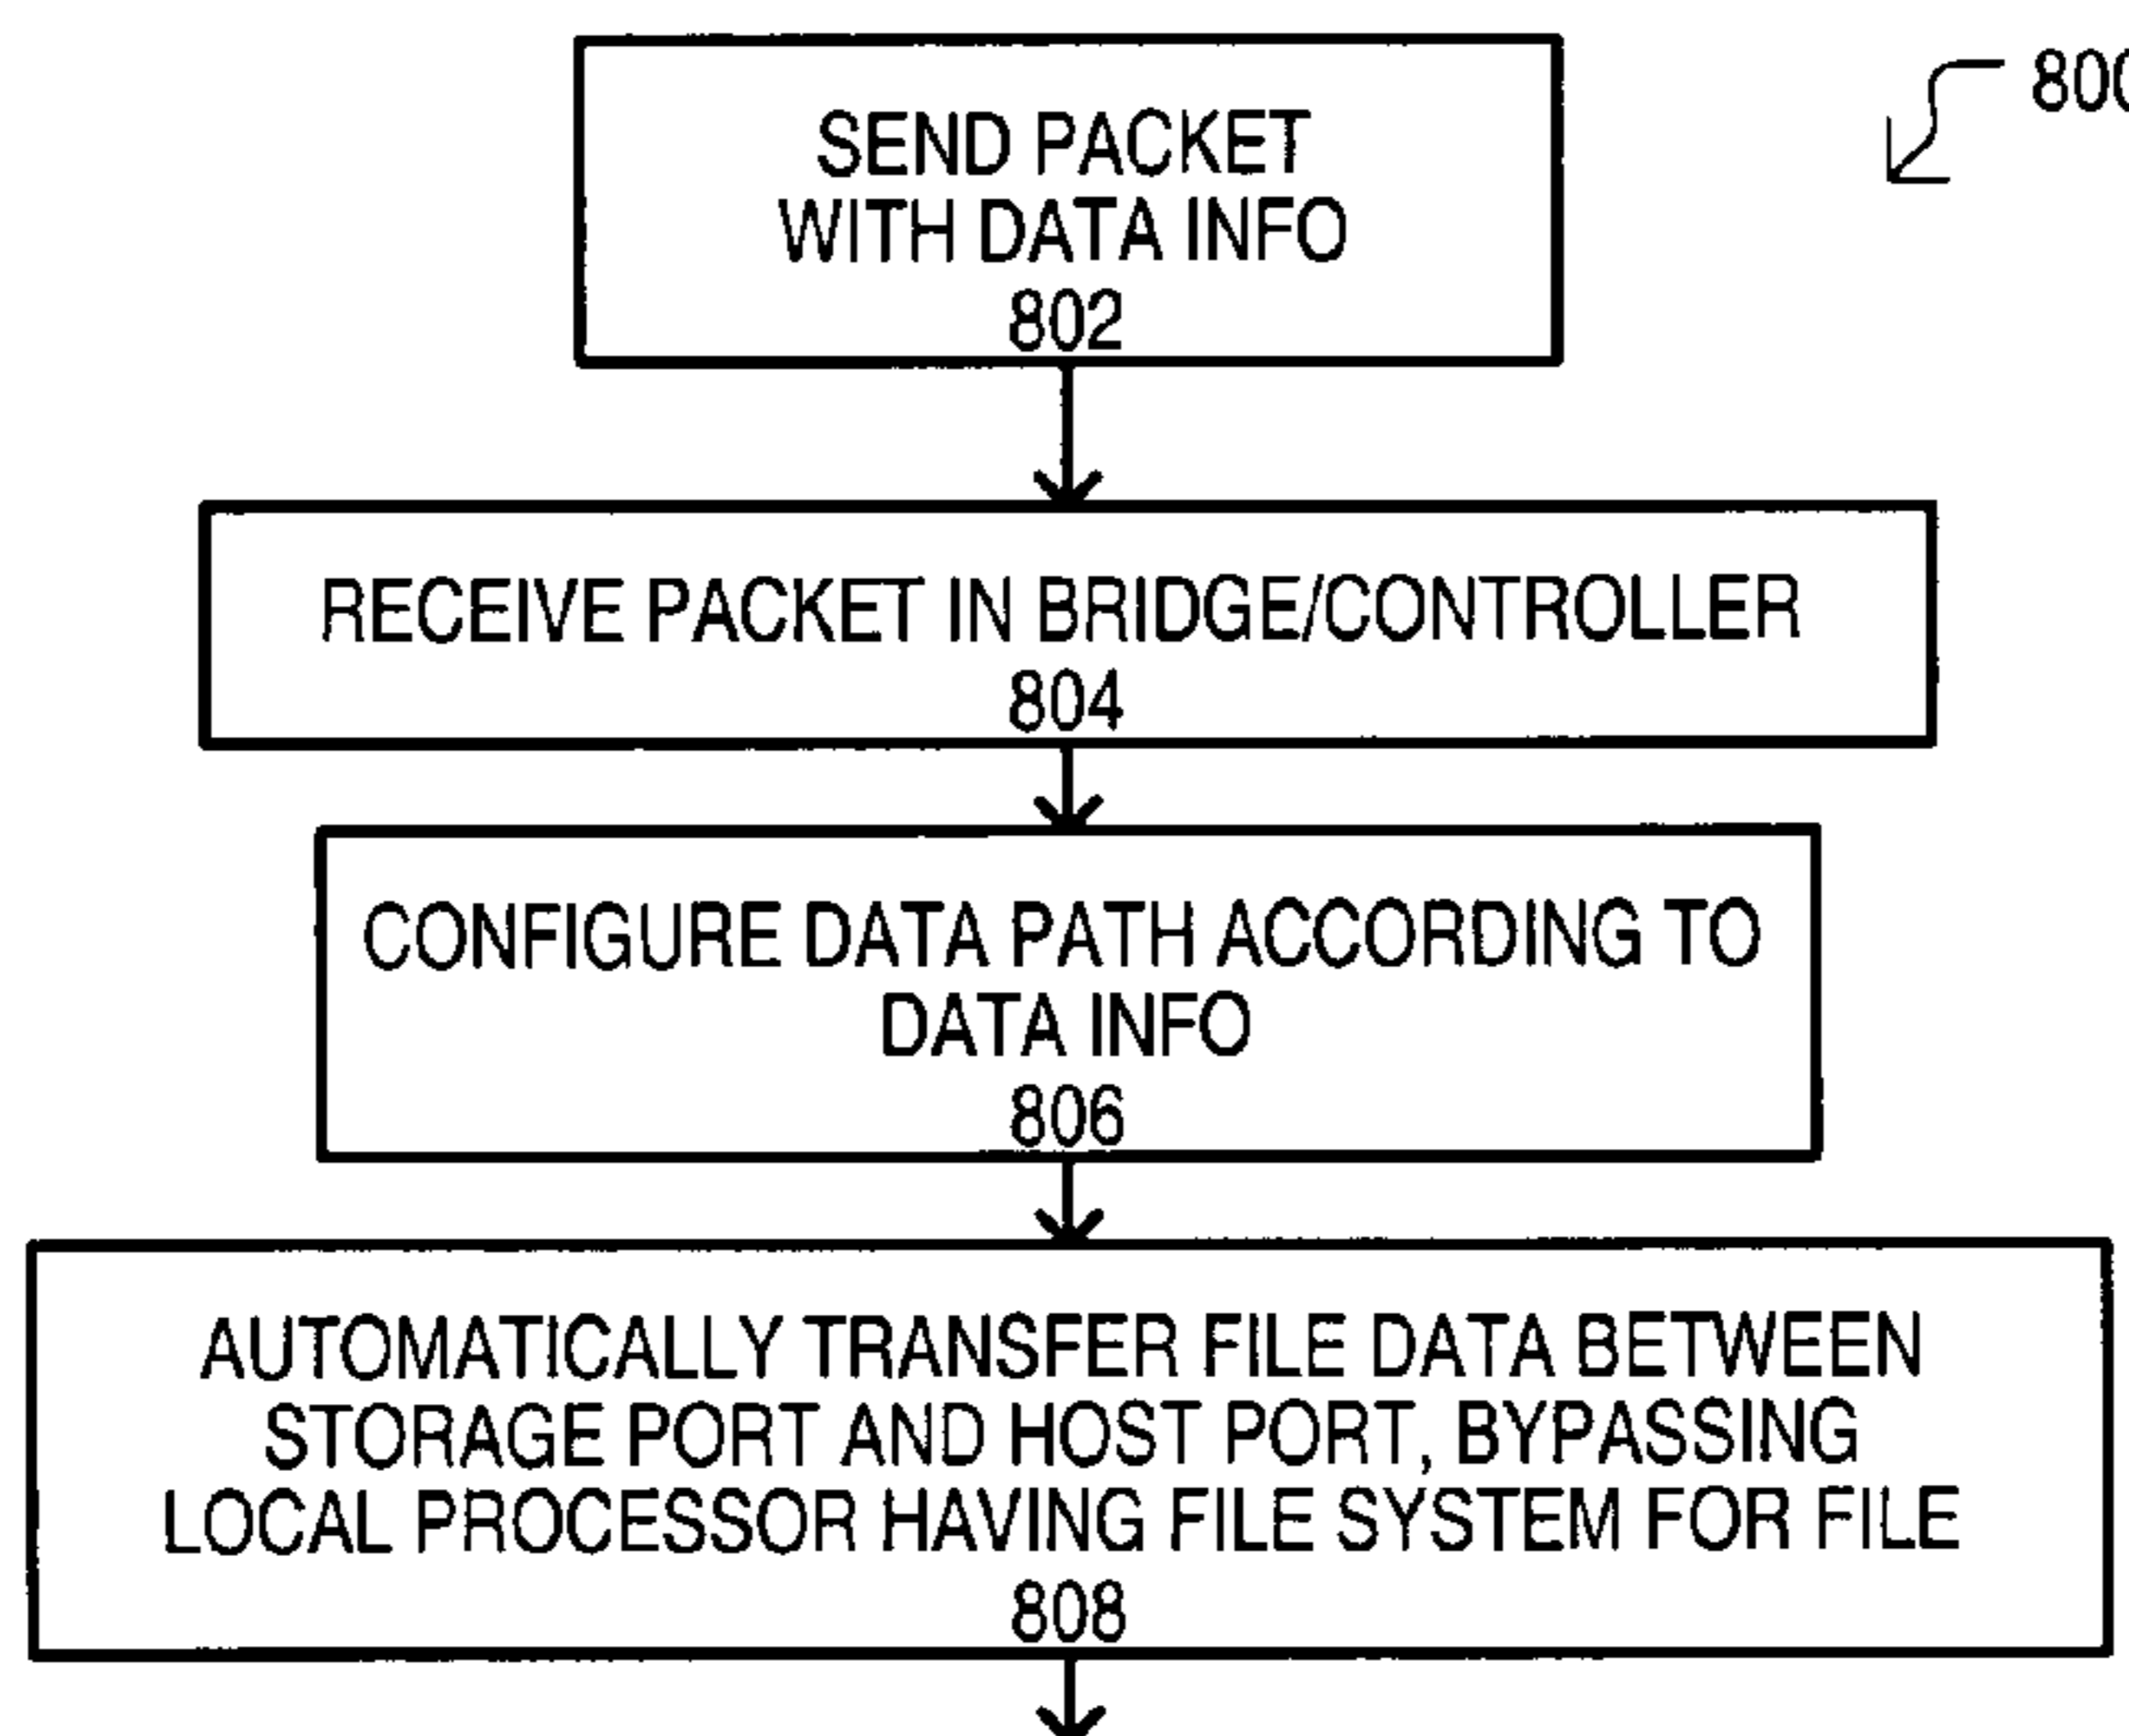 800
SEND PACKET
WITH DATA INFO
802
RECEIVE PACKET IN BRIDGE/CONTROLLER
804
CONFIGURE DATA PATH ACCORDING TO
DATA INFO
806
AUTOMATICALLY TRANSFER FILE DATA BETWEEN
STORAGE PORT AND HOST PORT, BYPASSING
LOCAL PROCESSOR HAVING FILE SYSTEM FOR FILE
808